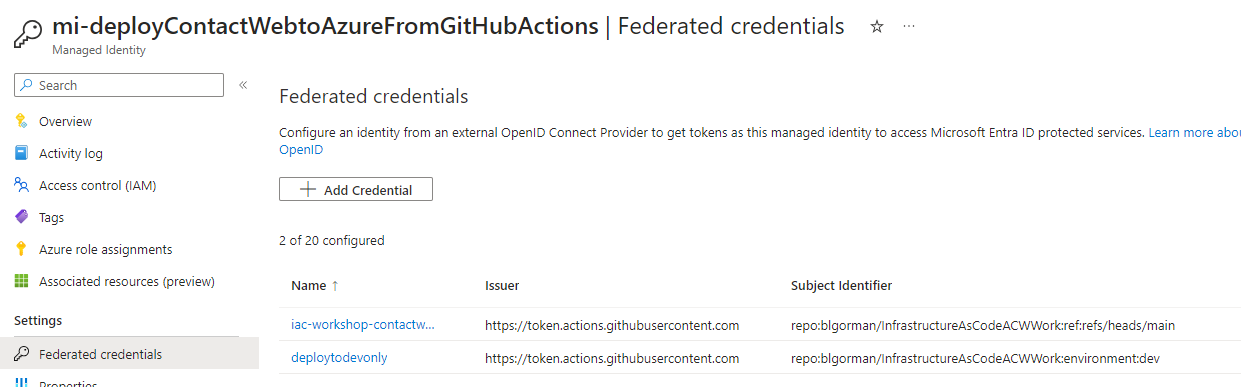 mi-deployContactWebtoAzureFromGitHubActions | Federated credentials
Managed Identity
Search
Overview
Activity log
Access control (IAM)
Tags
Azure role assignments
Associated resources (preview)
Settings
Federated credentials
Properties
Federated credentials
Configure an identity from an external OpenID Connect Provider to get tokens as this managed identity to access Microsoft Entra ID protected services. Learn more abou
OpenID
Add Credential
2 of 20 configured
Name ↑ Issuer Subject Identifier
iac-workshop-contactw... https://token.actions.githubusercontent.com repo:blgorman/InfrastructureAsCodeACWWork:ref:refs/heads/main
deploytodevonly https://token.actions.githubusercontent.com repo:blgorman/InfrastructureAsCodeACWWork:environment:dev